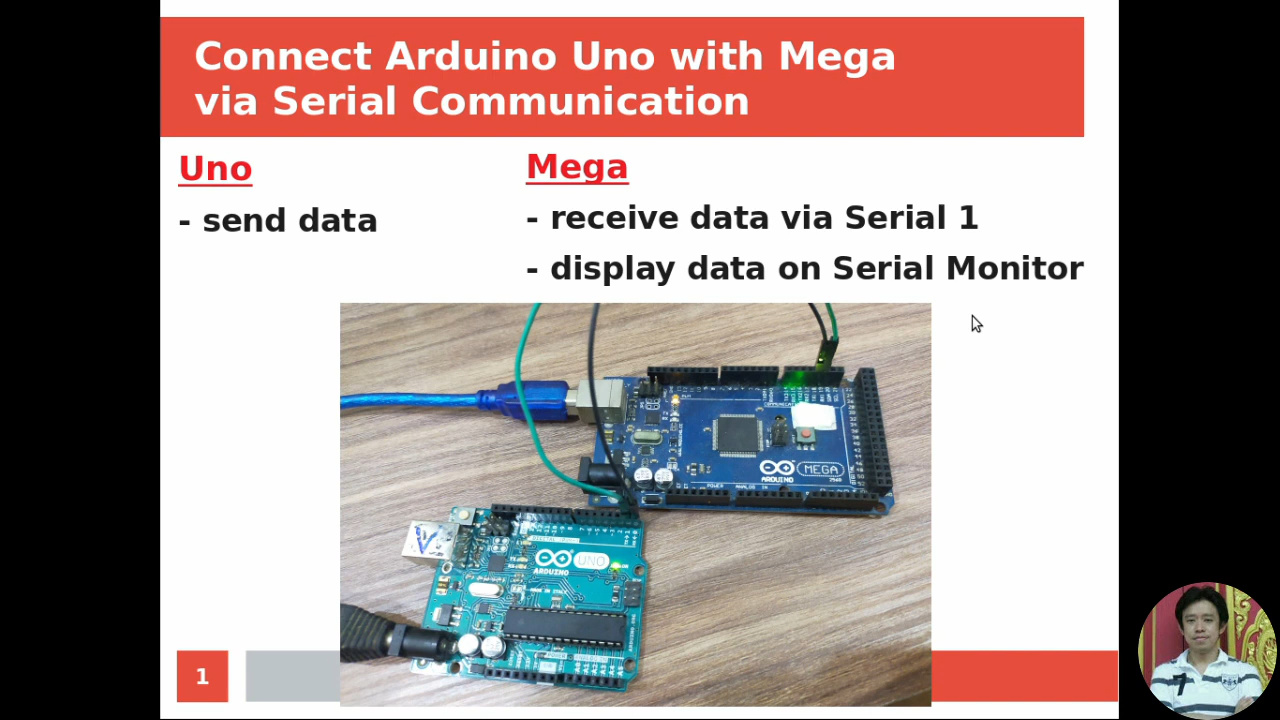 Connect Arduino Uno with Mega
via Serial Communication
Uno
- send data
Mega
- receive data via Serial 1
- display data on Serial Monitor
MEGA
ARDUINO
UNO
ARDUINO
1
7